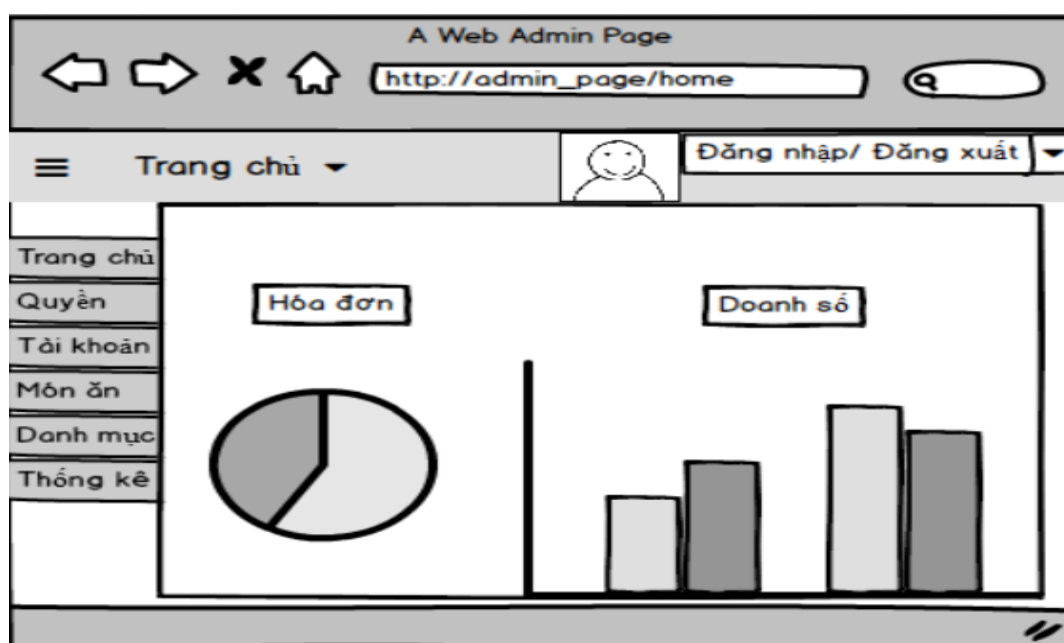 A Web Admin Page
http://admin_page/home
Trang chủ
Đăng nhập/ Đăng xuất
Trang chủ
Quyền
Tài khoản
Món ăn
Danh mục
Thống kê
Hóa đơn
Doanh số